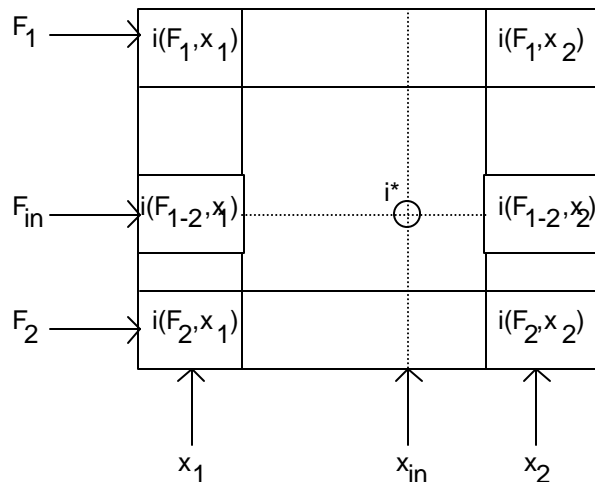 F1 i(F1,x1) i(F1,x2)
i*
Fin i(F1-2,x1) i(F1-2,x2)
F2 i(F2,x1) i(F2,x2)
x1 xin x2